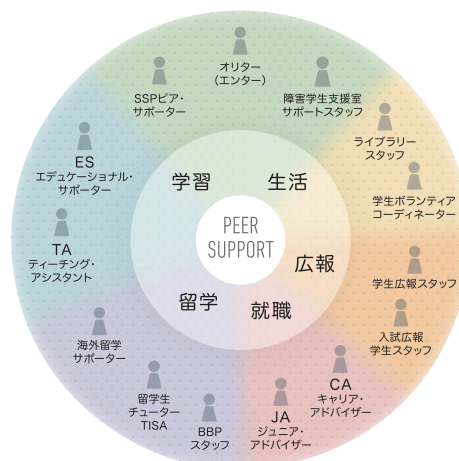 オリター
(エンター)
SSPピア・
サポーター
障害学生支援室
サポートスタッフ
ライブラリー
スタッフ
ES
エデュケーショナル・
サポーター
学生ボランティア
コーディネーター
TA
ティーチング・
アシスタント
学習
生活
PEER
SUPPORT
広報
留学
就職
学生広報スタッフ
入試広報
学生スタッフ
海外留学
サポーター
留学生
チューター
TISA
BBP
スタッフ
JA
ジュニア・
アドバイザー
CA
キャリア・
アドバイザー